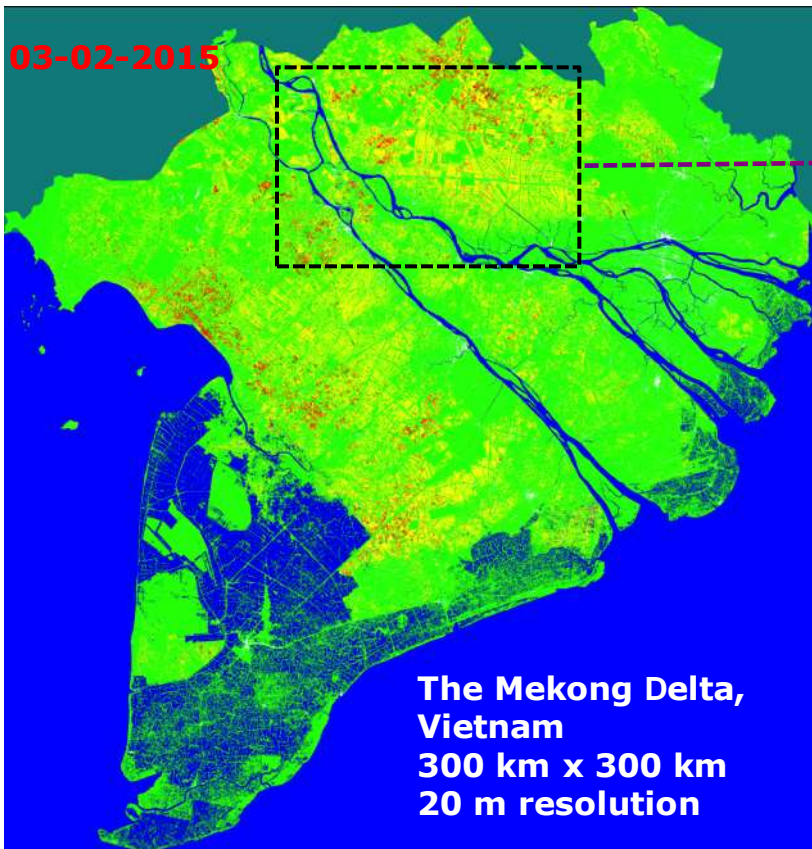 03-02-2015
The Mekong Delta,
Vietnam
300 km x 300 km
20 m resolution